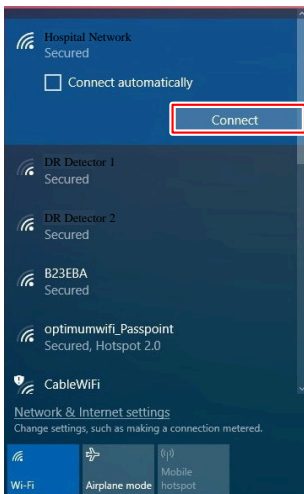 Hospital Network
Secured
Connect automatically
Connect
DR Detector 1
Secured
DR Detector 2
Secured
B23EBA
Secured
optimumwifi_Passpoint
Secured, Hotspot 2.0
CableWiFi
Network & Internet settings
Change settings, such as making a connection metered.
Wi-Fi
Airplane mode
Mobile
hotspot